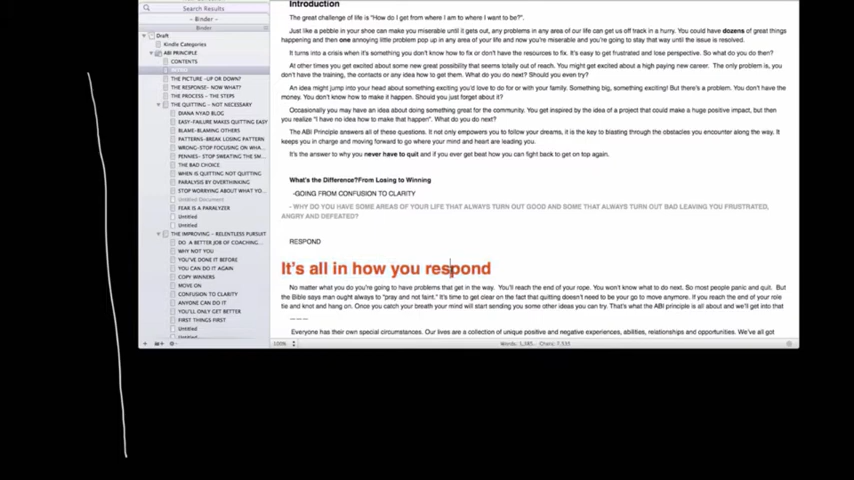 Search Results
- Binder -
Binder
Draft
Kindle Categories
ABI PRINCIPLE
CONTENTS
INTRO
THE PICTURE -UP OR DOWN?
THE RESPONSE- NOW WHAT?
THE PROCESS – THE STEPS
THE QUITTING – NOT NECESSARY
DIANA NYAD BLOG
EASY-FAILURE MAKES QUITTING EASY
BLAME-BLAMING OTHERS
PATTERNS-BREAK LOSING PATTERN
WRONG-STOP FOCUSING ON WHA...
PENNIES- STOP SWEATING THE SM...
THE BAD CHOICE
WHEN IS QUITTING NOT QUITTING
PARALYSIS BY OVERTHINKING
STOP WORRYING ABOUT WHAT YO...
Untitled Document
FEAR IS A PARALYZER
Untitled
Untitled
THE IMPROVING - RELENTLESS PURSUIT
DO A BETTER JOB OF COACHING...
WHY NOT YOU
YOU'VE DONE IT BEFORE
YOU CAN DO IT AGAIN
COPY WINNERS
MOVE ON
CONFUSION TO CLARITY
ANYONE CAN DO IT
YOU'LL ONLY GET BETTER
FIRST THINGS FIRST
Untitled
Untitled
Introduction
The great challenge of life is "How do I get from where I am to where I want to be?".
Just like a pebble in your shoe can make you miserable until it gets out, any problems in any area of our life can get us off track in a hurry. You could have dozens of great things
happening and then one annoying little problem pop up in any area of your life and now you're miserable and you're going to stay that way until the issue is resolved.
It turns into a crisis when it's something you don't know how to fix or don't have the resources to fix. It's easy to get frustrated and lose perspective. So what do you do then?
At other times you get excited about some new great possibility that seems totally out of reach. You might get excited about a high paying new career. The only problem is, you
don't have the training, the contacts or any idea how to get them. What do you do next? Should you even try?
An idea might jump into your head about something exciting you'd love to do for or with your family. Something big, something exciting! But there's a problem. You don't have the
money. You don't know how to make it happen. Should you just forget about it?
Occasionally you may have an idea about doing something great for the community. You get inspired by the idea of a project that could make a huge positive impact, but then
you realize "I have no idea how to make that happen". What do you do?
The ABI Principle answers all of these questions. It not only empowers you to follow your dreams, it is the key to blasting through the obstacles you encounter along the way. It
keeps you in charge and moving forward to go where your mind and heart are leading you.
It's the answer to why you never have to quit and if you ever get beat how you can fight back to get on top again.
What's the Difference?From Losing to Winning
-GOING FROM CONFUSION TO CLARITY
- WHY DO YOU HAVE SOME AREAS OF YOUR LIFE THAT ALWAYS TURN OUT GOOD AND SOME THAT ALWAYS TURN OUT BAD LEAVING YOU FRUSTRATED,
ANGRY AND DEFEATED?
RESPOND
It's all in how you respond
No matter what you do you're going to have problems that get in the way. You'll reach the end of your rope. You won't know what to do next. So most people panic and quit. But
the Bible says man ought always to "pray and not faint." It's time to get clear on the fact that quitting doesn't need to be your go to move anymore. If you reach the end of your role
tie and knot and hang on. Once you catch your breath your mind will start sending you some other ideas you can try. That's what the ABI principle is all about and we'll get into that
———
Everyone has their own special circumstances. Our lives are a collection of unique positive and negative experiences, abilities, relationships and opportunities. We've all got
100%
Words: 1,385. Chars: 7,535